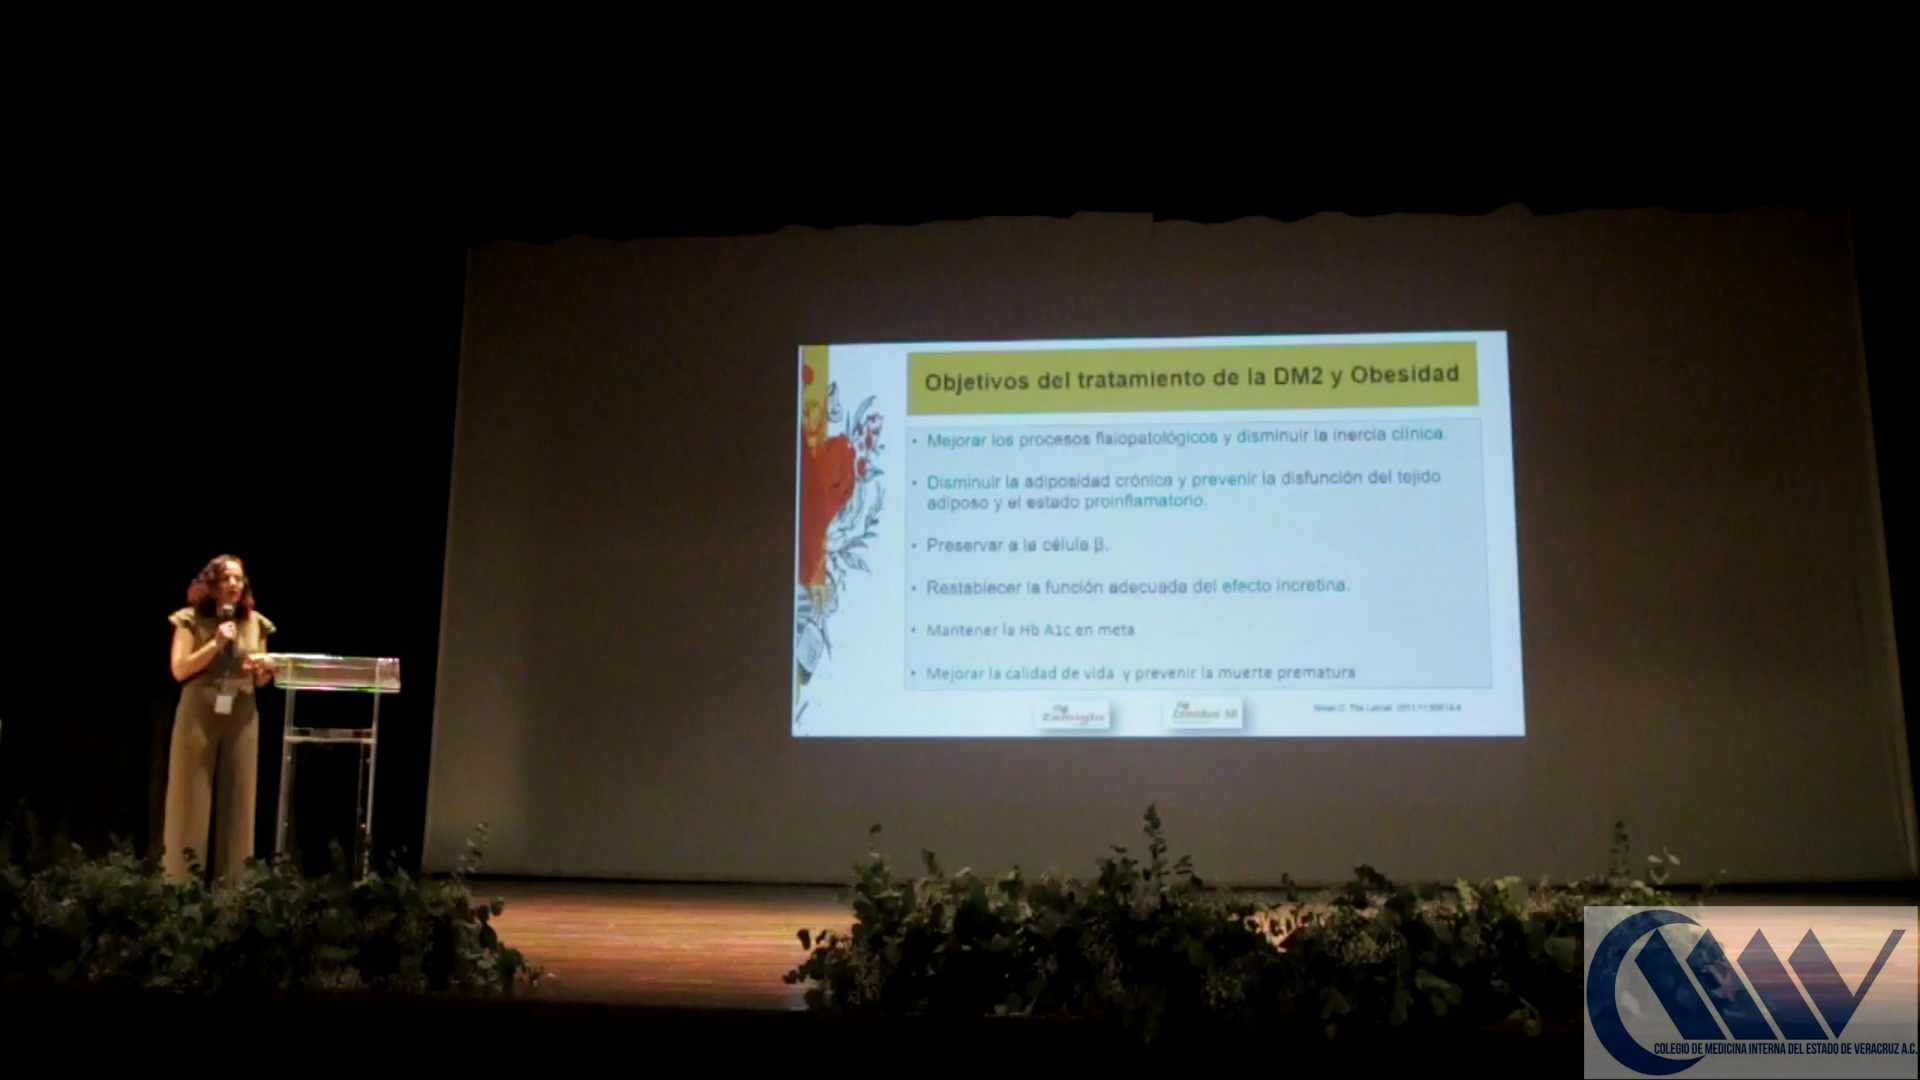 Objetivos del tratamiento de la DM2 y Obesidad
• Mejorar los procesos fisiopatológicos y disminuir la inercia clínica.
• Disminuir la adiposidad crónica y prevenir la disfunción del tejido
adiposo y el estado proinflamatorio.
• Preservar a la célula β.
• Restablecer la función adecuada del efecto incretina.
• Mantener la Hb A1c en meta
• Mejorar la calidad de vida y prevenir la muerte prematura
Zemiglo
The Lancet.
COLEGIO DE MEDICINA INTERNA DEL ESTADO DE VERACRUZ A.C.